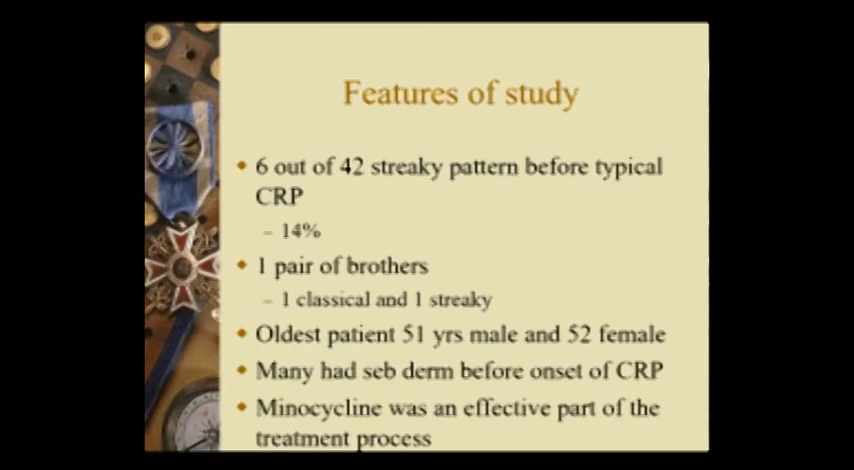 Features of study
6 out of 42 streaky pattern before typical
CRP
– 14%
1 pair of brothers
– 1 classical and 1 streaky
Oldest patient 51 yrs male and 52 female
Many had seb derm before onset of CRP
Minocycline was an effective part of the
treatment process